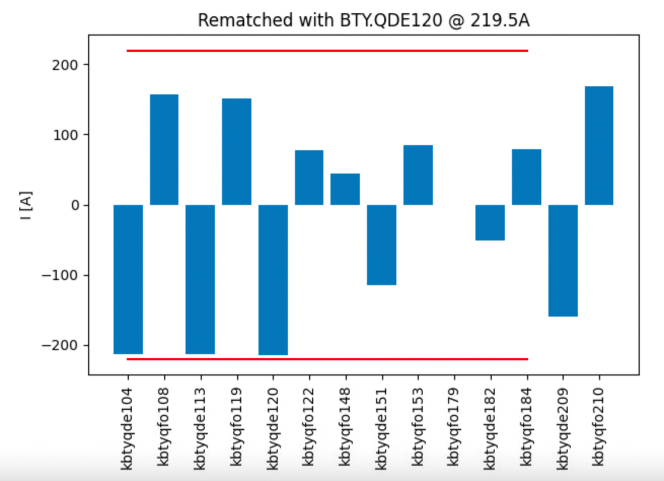 Rematched with BTY.QDE120 @ 219.5A
I [A]
200
100
0
−100
−200
kbtyqde104
kbtyqfo108
kbtyqde113
kbtyqfo119
kbtyqde120
kbtyqfo122
kbtyqfo148
kbtyqde151
kbtyqfo153
kbtyqfo179
kbtyqde182
kbtyqfo184
kbtyqde209
kbtyqfo210